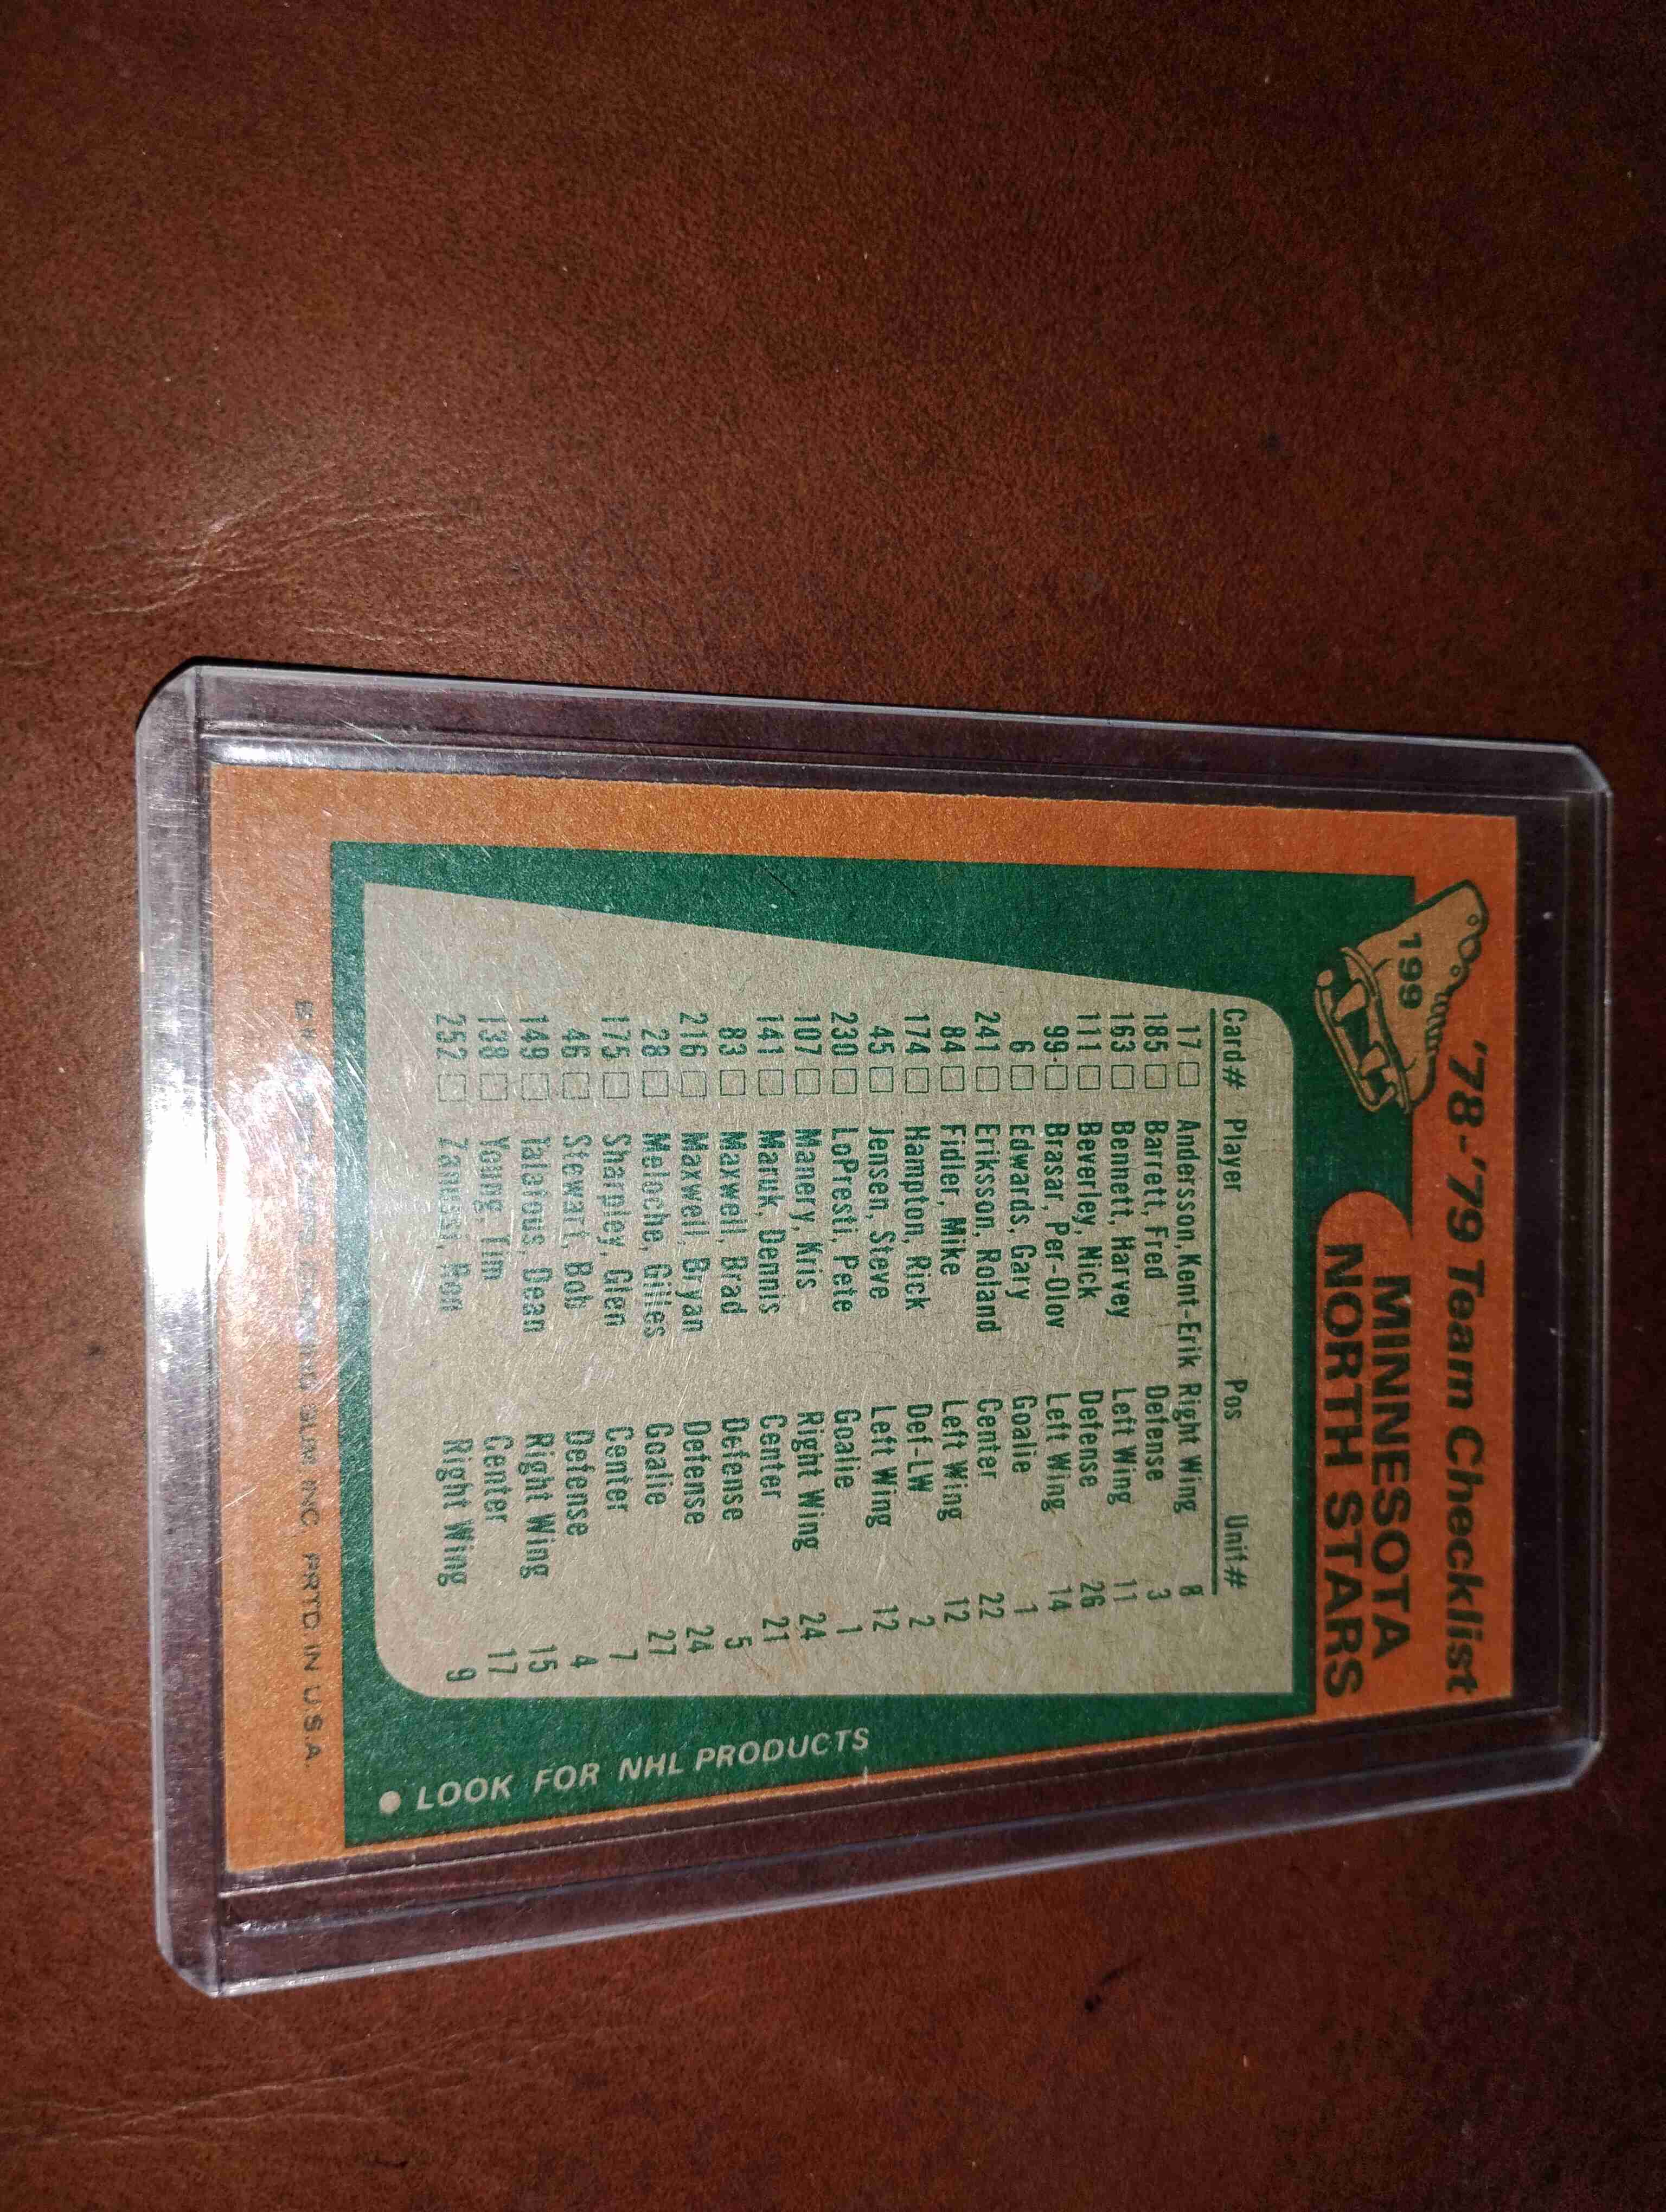 199
'78-'79 Team Checklist
MINNESOTA
NORTH STARS
Card# Player Pos Unit#
17 Andersson, Kent-Erik Right Wing 8
185 Barrett, Fred Defense 3
163 Bennett, Harvey Left Wing 11
111 Beverley, Nick Defense 26
99 Brasar, Per-Olov Left Wing 14
6 Edwards, Gary Goalie 1
241 Eriksson, Roland Center 22
84 Fidler, Mike Left Wing 12
174 Hampton, Rick Def-LW 2
45 Jensen, Steve Left Wing 12
230 LoPresti, Pete Goalie 1
107 Manery, Kris Right Wing 24
141 Maruk, Dennis Center 21
83 Maxwell, Brad Defense 5
216 Maxwell, Bryan Defense 24
28 Meloche, Gilles Goalie 27
175 Sharpley, Glen Center 7
46 Stewart, Bob Defense 4
149 Talafous, Dean Right Wing 15
138 Young, Tim Center 17
252 Zanussi, Ron Right Wing 9
● LOOK FOR NHL PRODUCTS
GUM, INC. PRTD IN U.S.A.